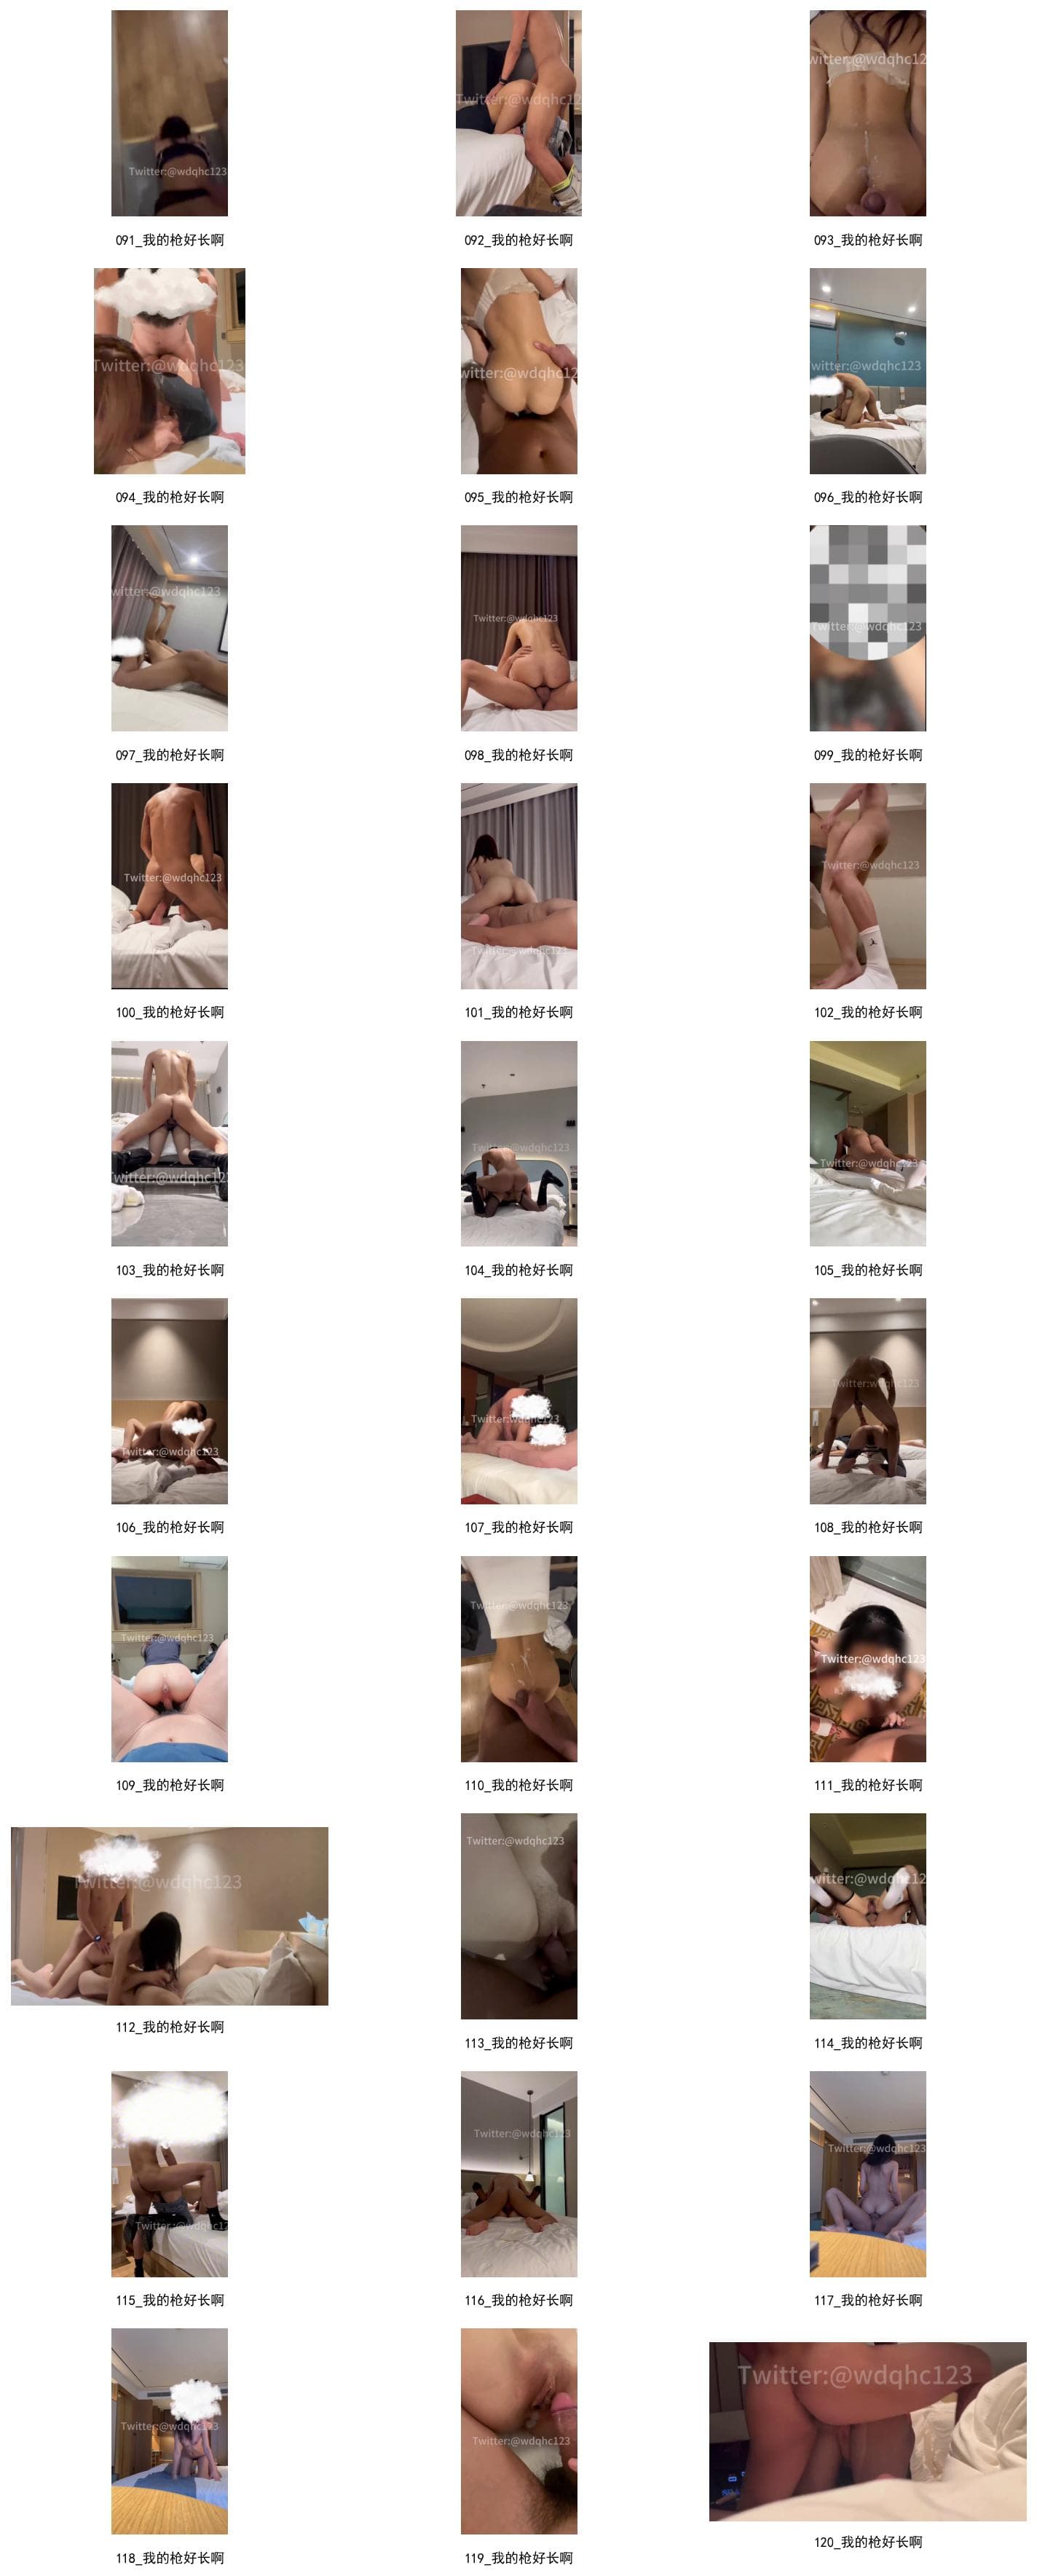 Twitter:@wdqhc123
Twitter:@wdqhc12
witter:@wdqhc12
091_我的枪好长啊
092_我的枪好长啊
093_我的枪好长啊
Twitter:@wdqhc123
witter:@wdqhc12
witter:@wdqhc123
094_我的枪好长啊
095_我的枪好长啊
096_我的枪好长啊
witter:@wdqhc123
Twitter:@wdqhc123
Twitter:@wdqhc123
097_我的枪好长啊
098_我的枪好长啊
099_我的枪好长啊
Twitter:@wdqhc123
Twitter:@wdqhc123
Twitter:@wdqhc123
100_我的枪好长啊
101_我的枪好长啊
102_我的枪好长啊
Twitter:@wdqhc12
Twitter:@wdqhc123
Twitter:@wdqhc123
103_我的枪好长啊
104_我的枪好长啊
105_我的枪好长啊
Twitter:@wdqhc123
Twitter:@wdqhc123
Twitter:@wdqhc123
106_我的枪好长啊
107_我的枪好长啊
108_我的枪好长啊
Twitter:@wdqhc123
Twitter:@wdqhc123
Twitter:@wdqhc123
109_我的枪好长啊
110_我的枪好长啊
111_我的枪好长啊
Twitter:@wdqhc123
Twitter:@wdqhc123
witter:@wdqhc12
112_我的枪好长啊
113_我的枪好长啊
114_我的枪好长啊
Twitter:@wdqhc12
Twitter:@wdqhc123
Twitter:@wdqhc123
115_我的枪好长啊
116_我的枪好长啊
117_我的枪好长啊
Twitter:@wdqhc123
Twitter:@wdqhc123
Twitter:@wdqhc123
118_我的枪好长啊
119_我的枪好长啊
120_我的枪好长啊